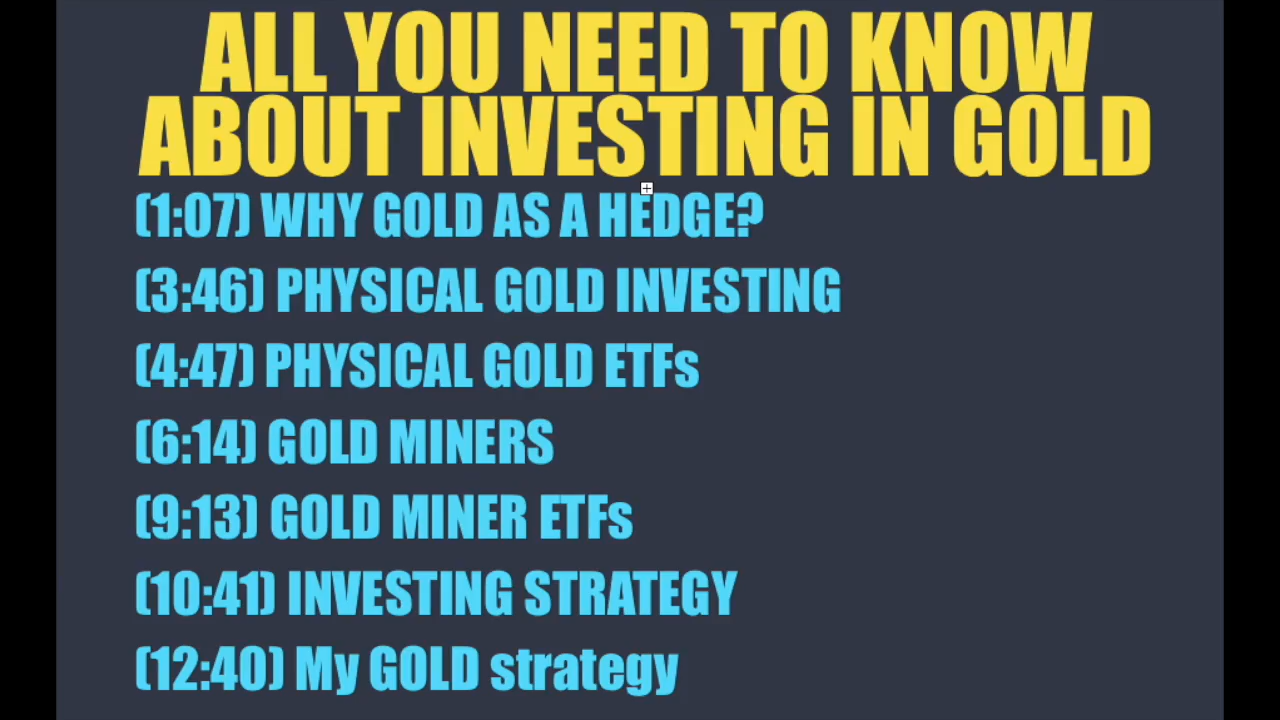 ALL YOU NEED TO KNOW
ABOUT INVESTING IN GOLD
(1:07) WHY GOLD AS A HEDGE?
(3:46) PHYSICAL GOLD INVESTING
(4:47) PHYSICAL GOLD ETFs
(6:14) GOLD MINERS
(9:13) GOLD MINER ETFs
(10:41) INVESTING STRATEGY
(12:40) My GOLD strategy